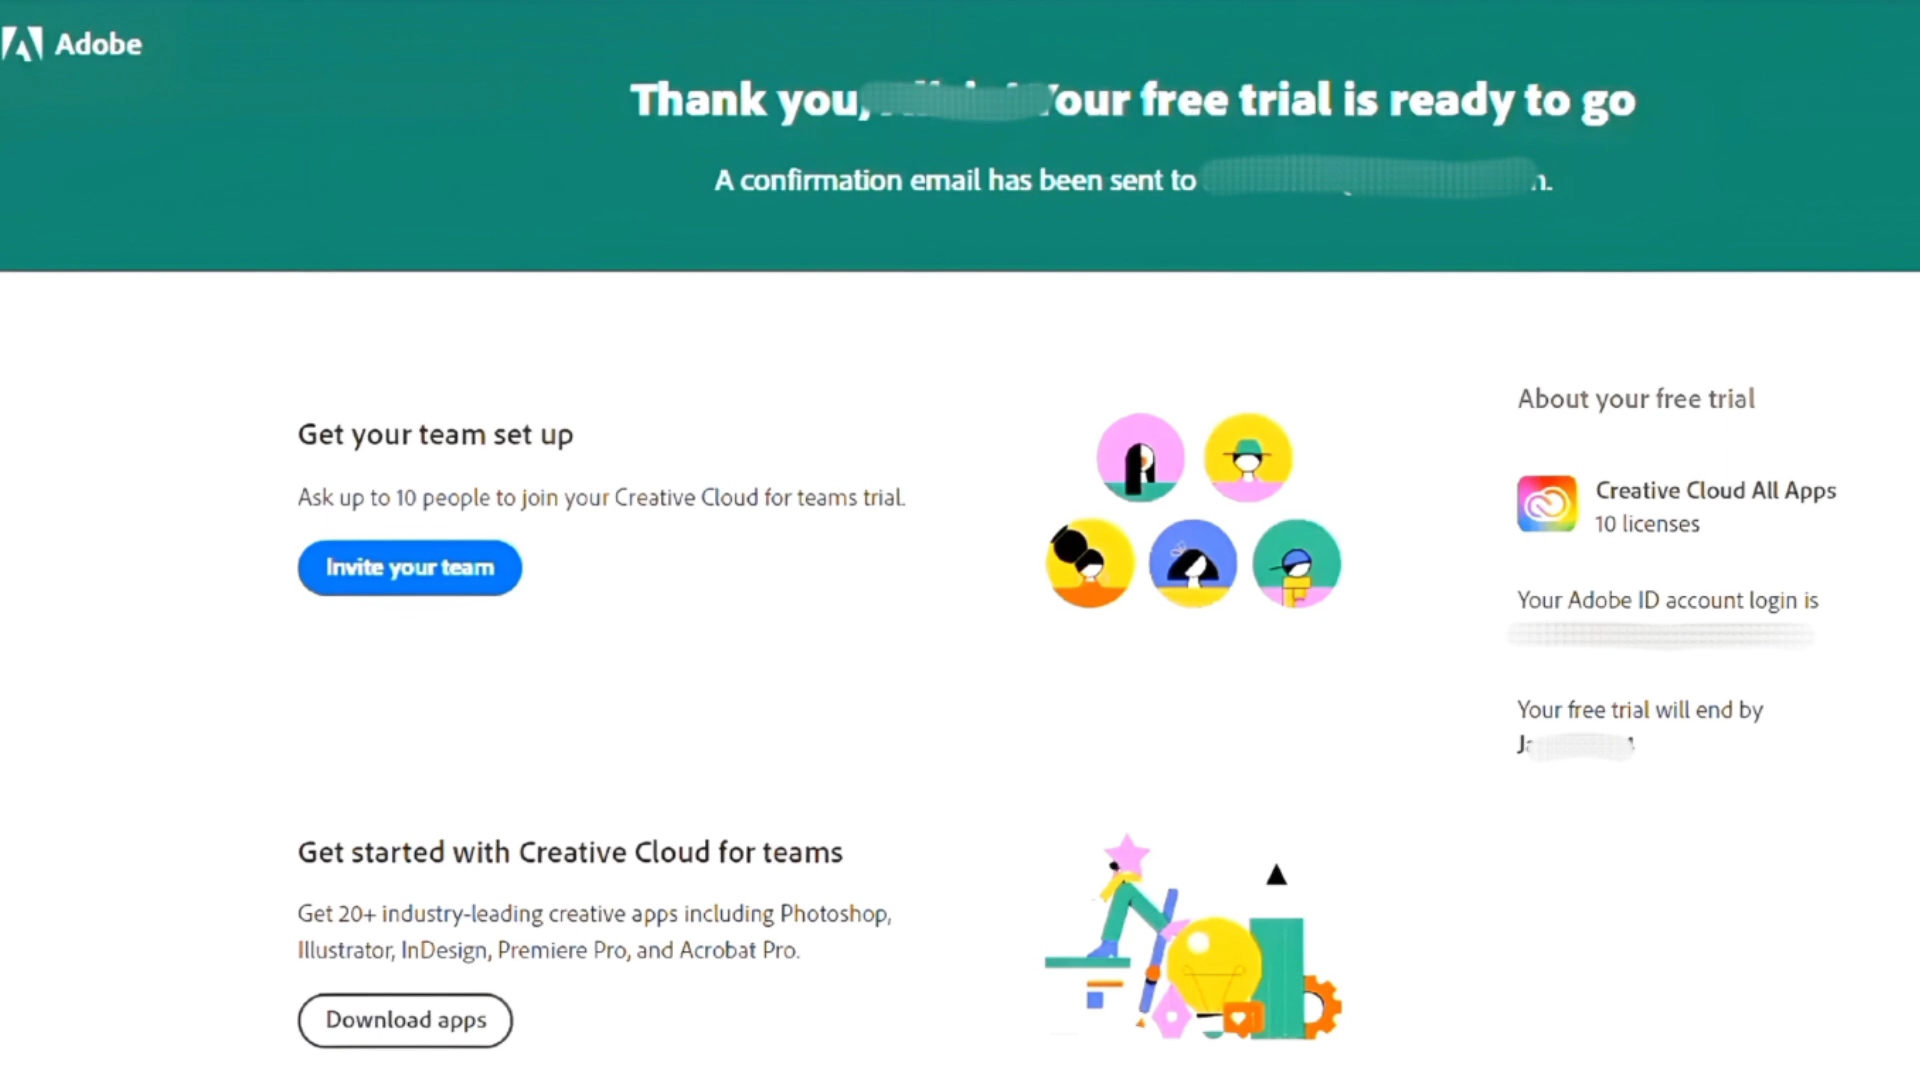 Adobe
Thank you, Your free trial is ready to go
A confirmation email has been sent to
Get your team set up
Ask up to 10 people to join your Creative Cloud for teams trial.
Invite your team
About your free trial
Creative Cloud All Apps
10 licenses
Your Adobe ID account login is
Your free trial will end by
Get started with Creative Cloud for teams
Get 20+ industry-leading creative apps including Photoshop,
Illustrator, InDesign, Premiere Pro, and Acrobat Pro.
Download apps